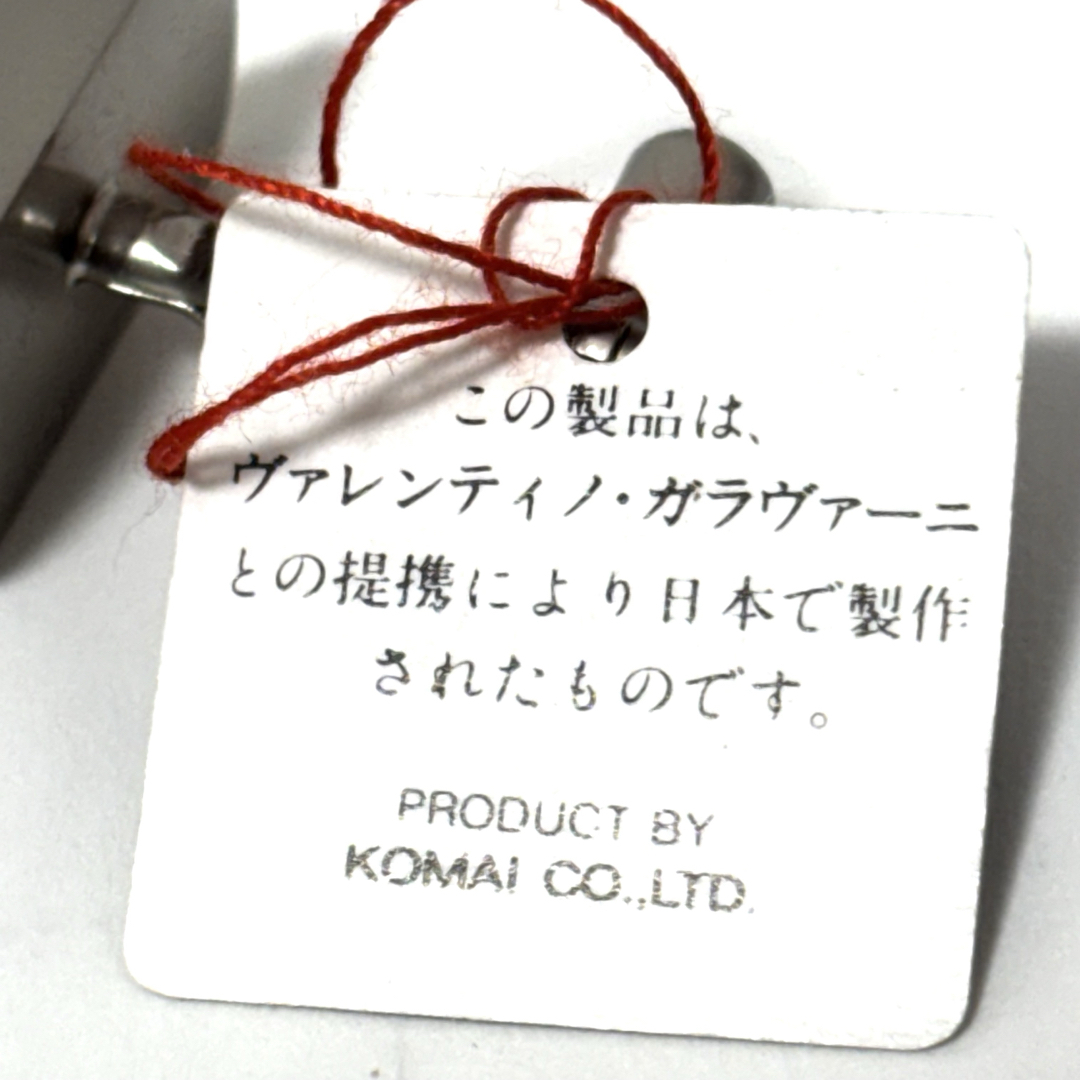 この製品は、
ヴァレンティノ・ガラヴァーニ
との提携により日本で製作
されたものです。
PRODUCT BY
KOMAI CO.,LTD.